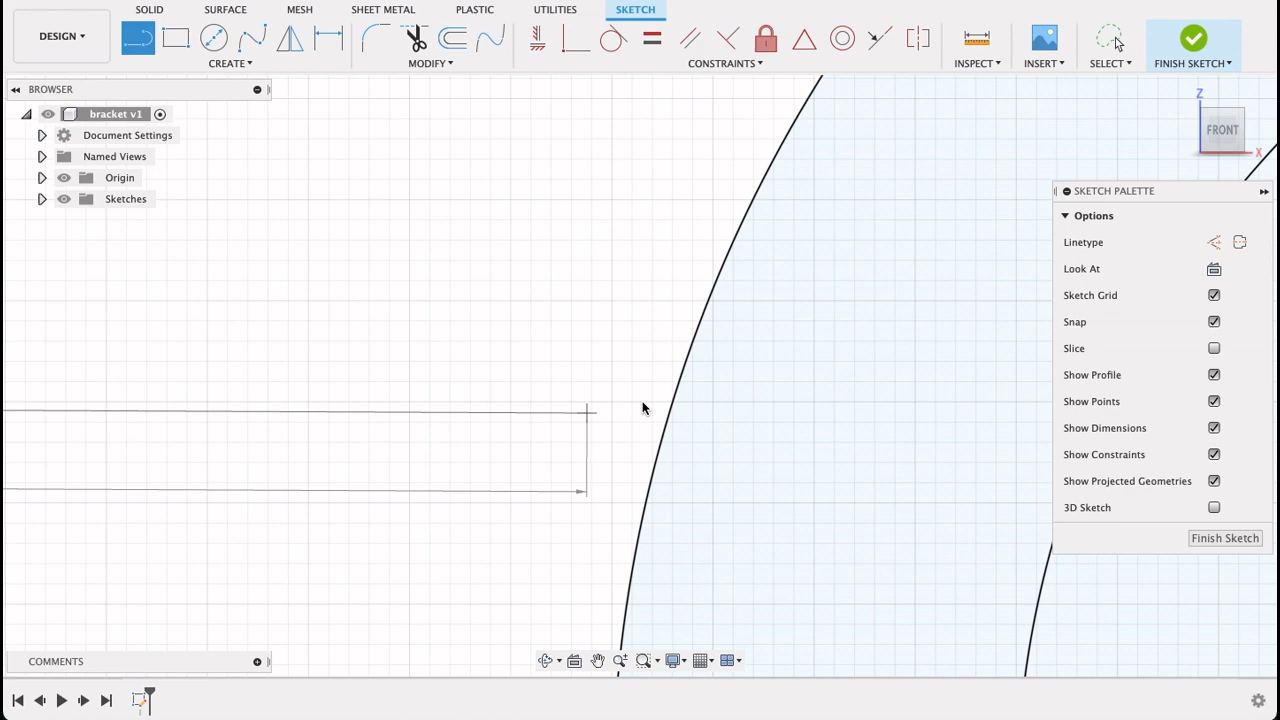 SOLID SURFACE MESH SHEET METAL PLASTIC UTILITIES SKETCH
DESIGN
CREATE MODIFY CONSTRAINTS INSPECT INSERT SELECT FINISH SKETCH
BROWSER
bracket v1
Document Settings
Named Views
Origin
Sketches
Z
FRONT
X
SKETCH PALETTE
Options
Linetype
Look At
Sketch Grid
Snap
Slice
Show Profile
Show Points
Show Dimensions
Show Constraints
Show Projected Geometries
3D Sketch
Finish Sketch
COMMENTS